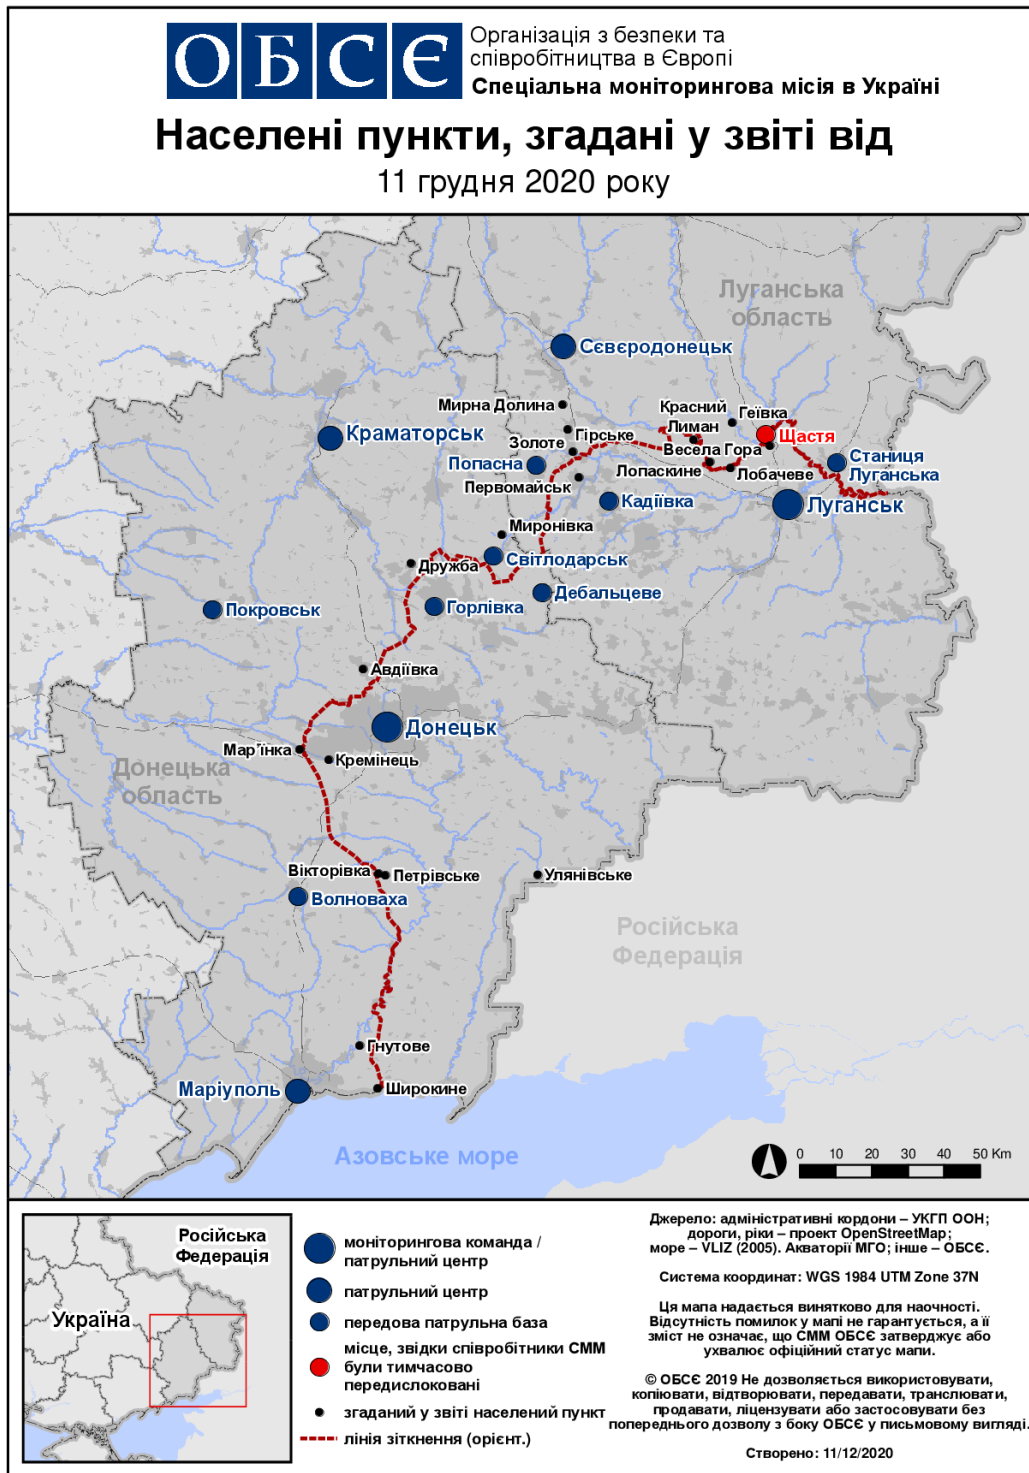 ОБСЄ
Організація з безпеки та
співробітництва в Європі
Спеціальна моніторингова місія в Україні
Населені пункти, згадані у звіті від
11 грудня 2020 року
Луганська
область
Сєвєродонецьк
Мирна Долина
Красний
Лиман
Геївка
Щастя
Краматорськ
Гірське
Золоте
Весела Гора
Станиця
Луганська
Попасна
Лопаскине
Лобачеве
Первомайськ
Кадіївка
Луганськ
Миронівка
Дружба
Світлодарськ
Дебальцеве
Покровськ
Горлівка
Авдіївка
Донецьк
Мар'їнка
Кремінець
Донецька
область
Вікторівка
Петрівське
Улянівське
Волноваха
Російська
Федерація
Гнутове
Маріуполь
Широкине
Азовське море
0 10 20 30 40 50 Km
Російська
Федерація
Україна
моніторингова команда /
патрульний центр
патрульний центр
передова патрульна база
місце, звідки співробітники СММ
були тимчасово
передислоковані
згаданий у звіті населений пункт
лінія зіткнення (орієнт.)
Джерело: адміністративні кордони – УКГП ООН;
дороги, ріки – проект OpenStreetMap;
море – VLIZ (2005). Акваторії МГО; інше – ОБСЄ.
Система координат: WGS 1984 UTM Zone 37N
Ця мапа надається винятково для наочності.
Відсутність помилок у мапі не гарантується, а її
зміст не означає, що СММ ОБСЄ затверджує або
ухвалює офіційний статус мапи.
© ОБСЄ 2019 Не дозволяється використовувати,
копіювати, відтворювати, передавати, транслювати,
продавати, ліцензувати або застосовувати без
попереднього дозволу з боку ОБСЄ у письмовому вигляді.
Створено: 11/12/2020